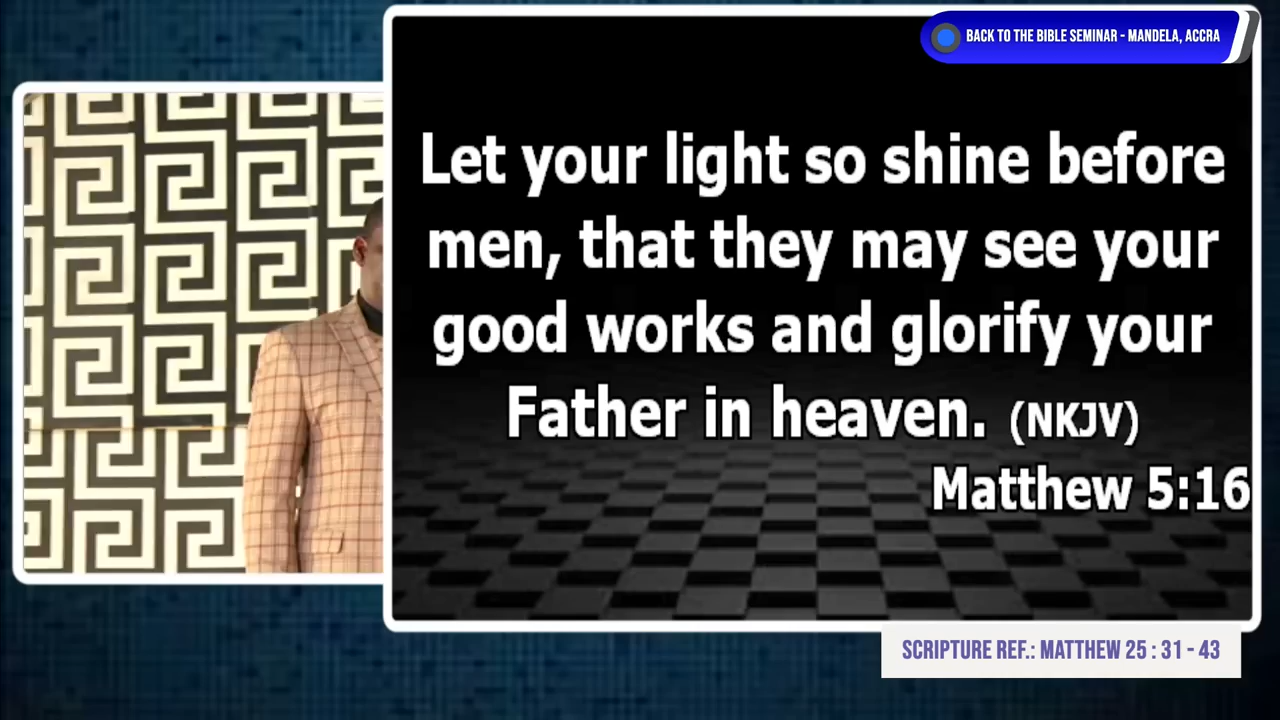 BACK TO THE BIBLE SEMINAR - MANDELA, ACCRA
Let your light so shine before
men, that they may see your
good works and glorify your
Father in heaven. (NKJV)
Matthew 5:16
SCRIPTURE REF.: MATTHEW 25 : 31 - 43